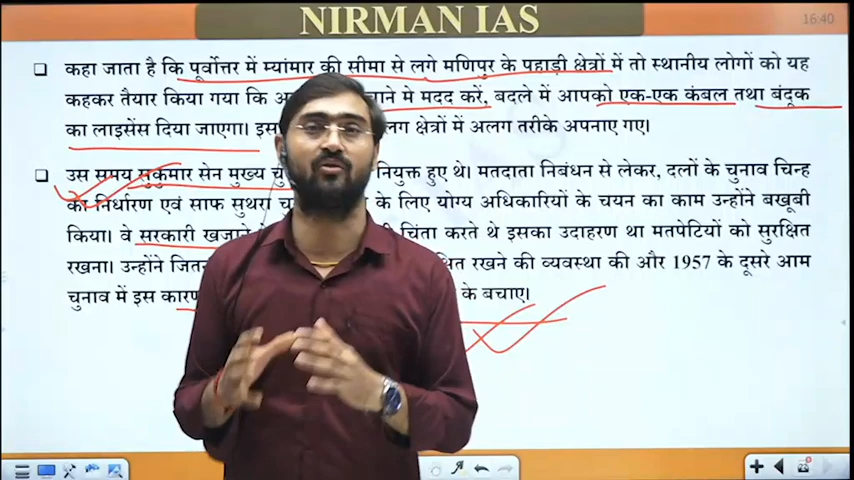 NIRMAN IAS
16:40
कहा जाता है कि पूर्वोत्तर में म्यांमार की सीमा से लगे मणिपुर के पहाड़ी क्षेत्रों में तो स्थानीय लोगों को यह
कहकर तैयार किया गया कि मे मदद करें, बदले में आपको एक-एक कंबल तथा बंदूक
का लाइसेंस दिया जाएगा। क्षेत्रों में अलग तरीके अपनाए गए।
उस समय सुकुमार सेन मुख्य नियुक्त हुए थे। मतदाता निबंधन से लेकर, दलों के चुनाव चिन्ह
का निर्धारण एवं साफ सुथरा के लिए योग्य अधिकारियों के चयन का काम उन्होंने बखूबी
किया। वे सरकारी खजाने चिंता करते थे इसका उदाहरण था मतपेटियों को सुरक्षित
रखना। उन्होंने रखने की व्यवस्था की और 1957 के दूसरे आम
चुनाव में इस के बचाए।